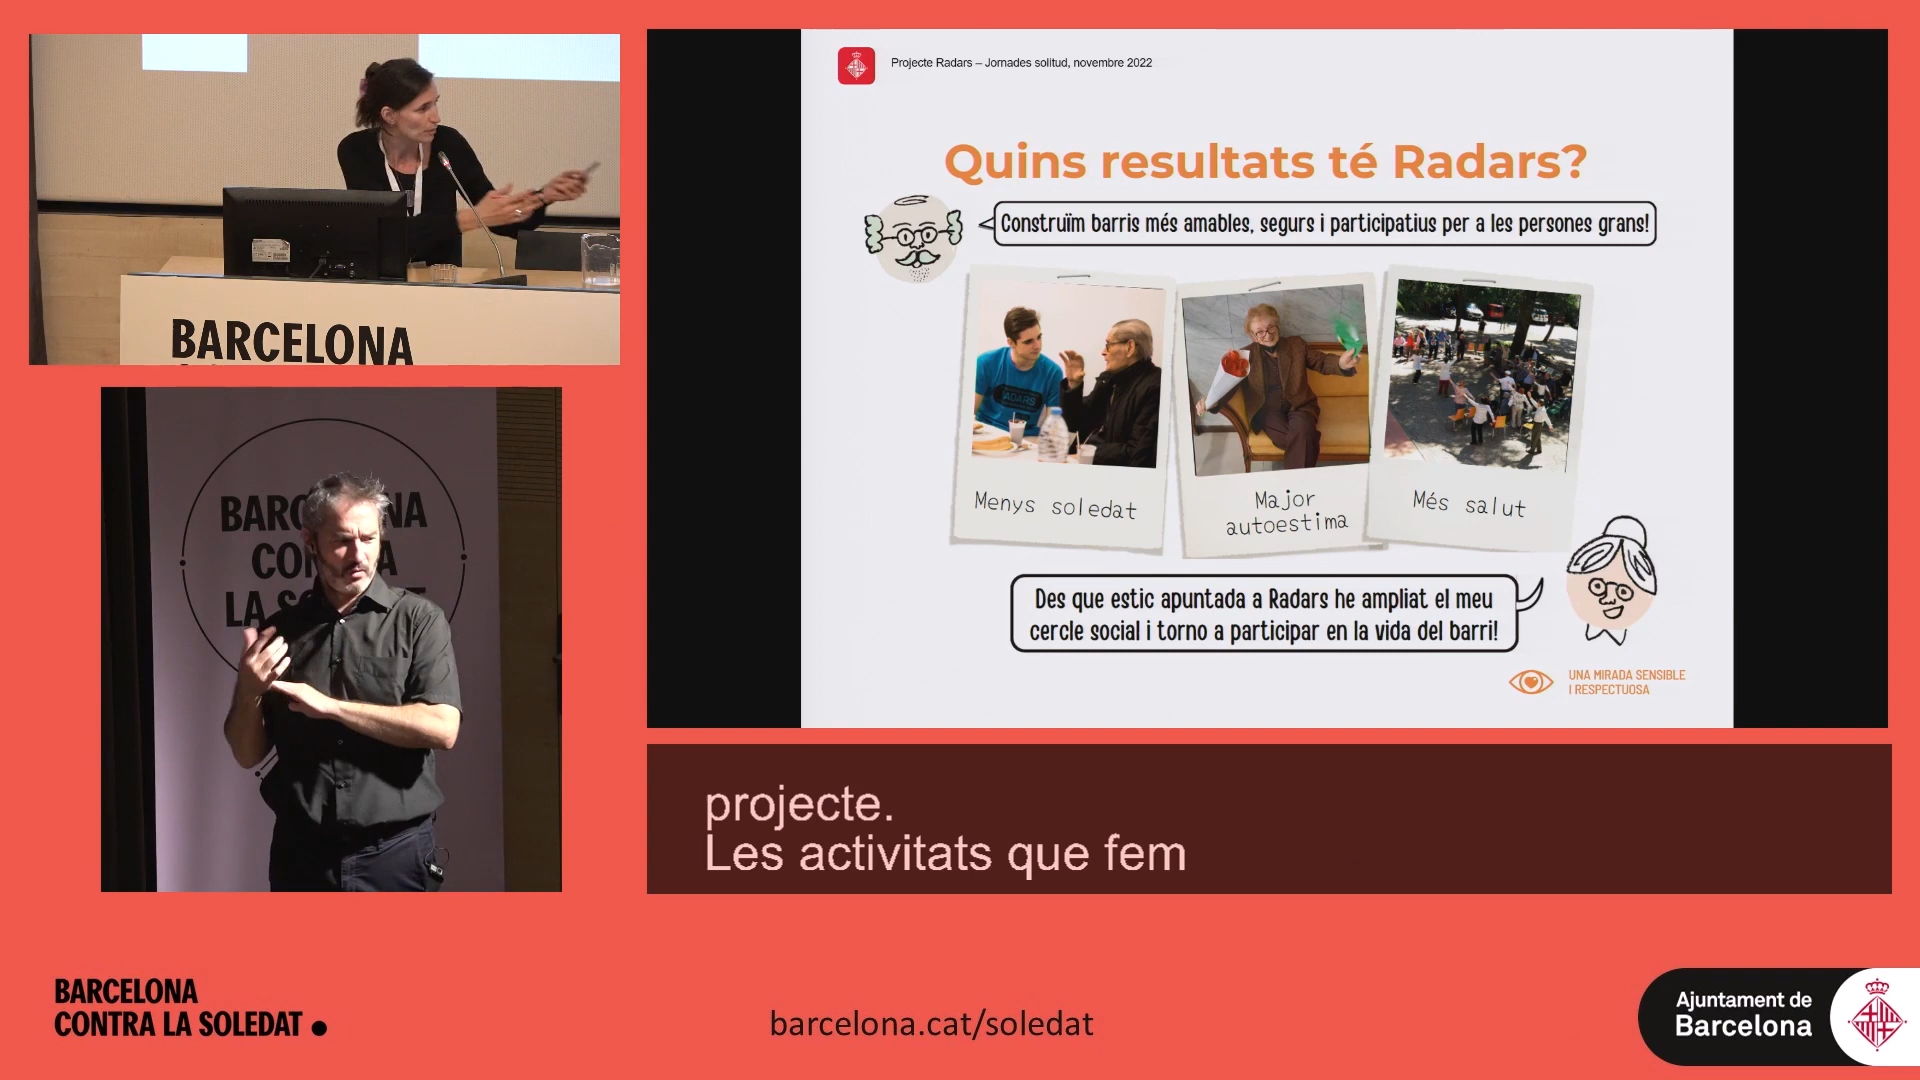 BARCELONA
BARCELONA
CONTRA
LA SOLEDAT
Projecte Radars – Jornades solitud, novembre 2022
Quins resultats té Radars?
Construïm barris més amables, segurs i participatius per a les persones grans!
ADARS
Menys soledat
Major
autoestima
Més salut
Des que estic apuntada a Radars he ampliat el meu
cercle social i torno a participar en la vida del barri!
UNA MIRADA SENSIBLE
I RESPECTUOSA
projecte.
Les activitats que fem
BARCELONA
CONTRA LA SOLEDAT
barcelona.cat/soledat
Ajuntament de
Barcelona